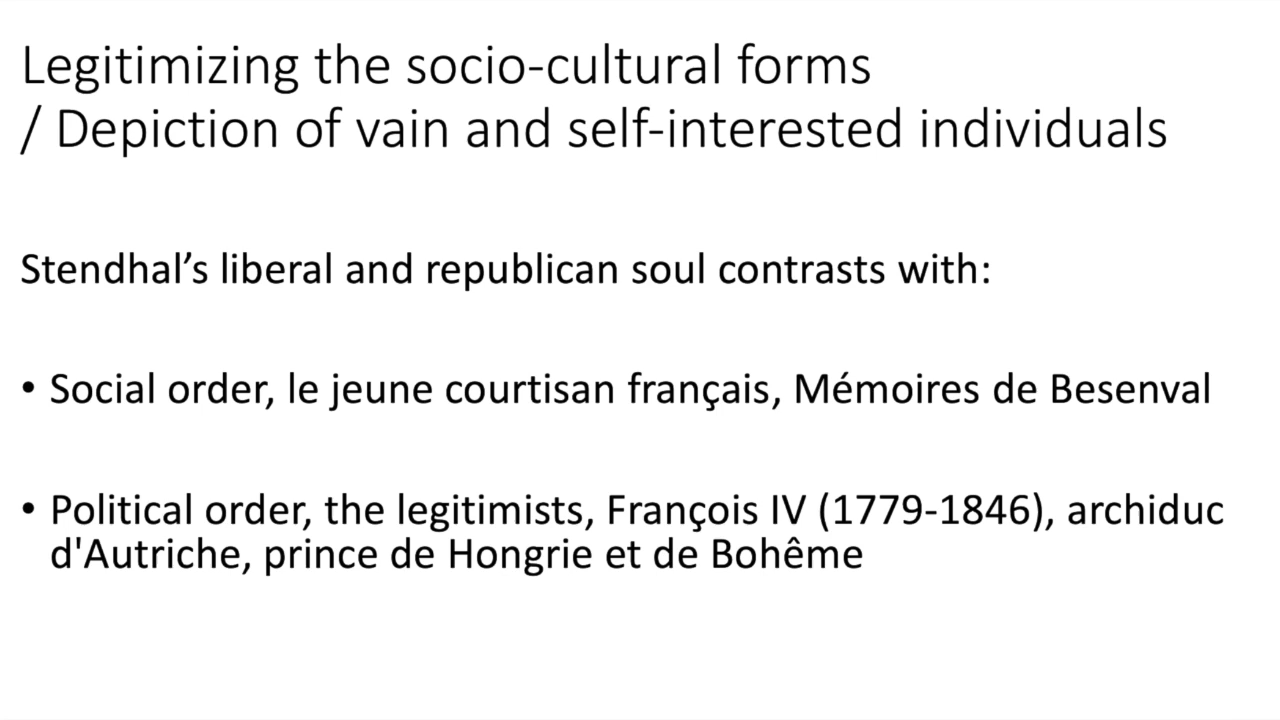 Legitimizing the socio-cultural forms
/ Depiction of vain and self-interested individuals
Stendhal’s liberal and republican soul contrasts with:
• Social order, le jeune courtisan français, Mémoires de Besenval
• Political order, the legitimists, François IV (1779-1846), archiduc
d'Autriche, prince de Hongrie et de Bohême